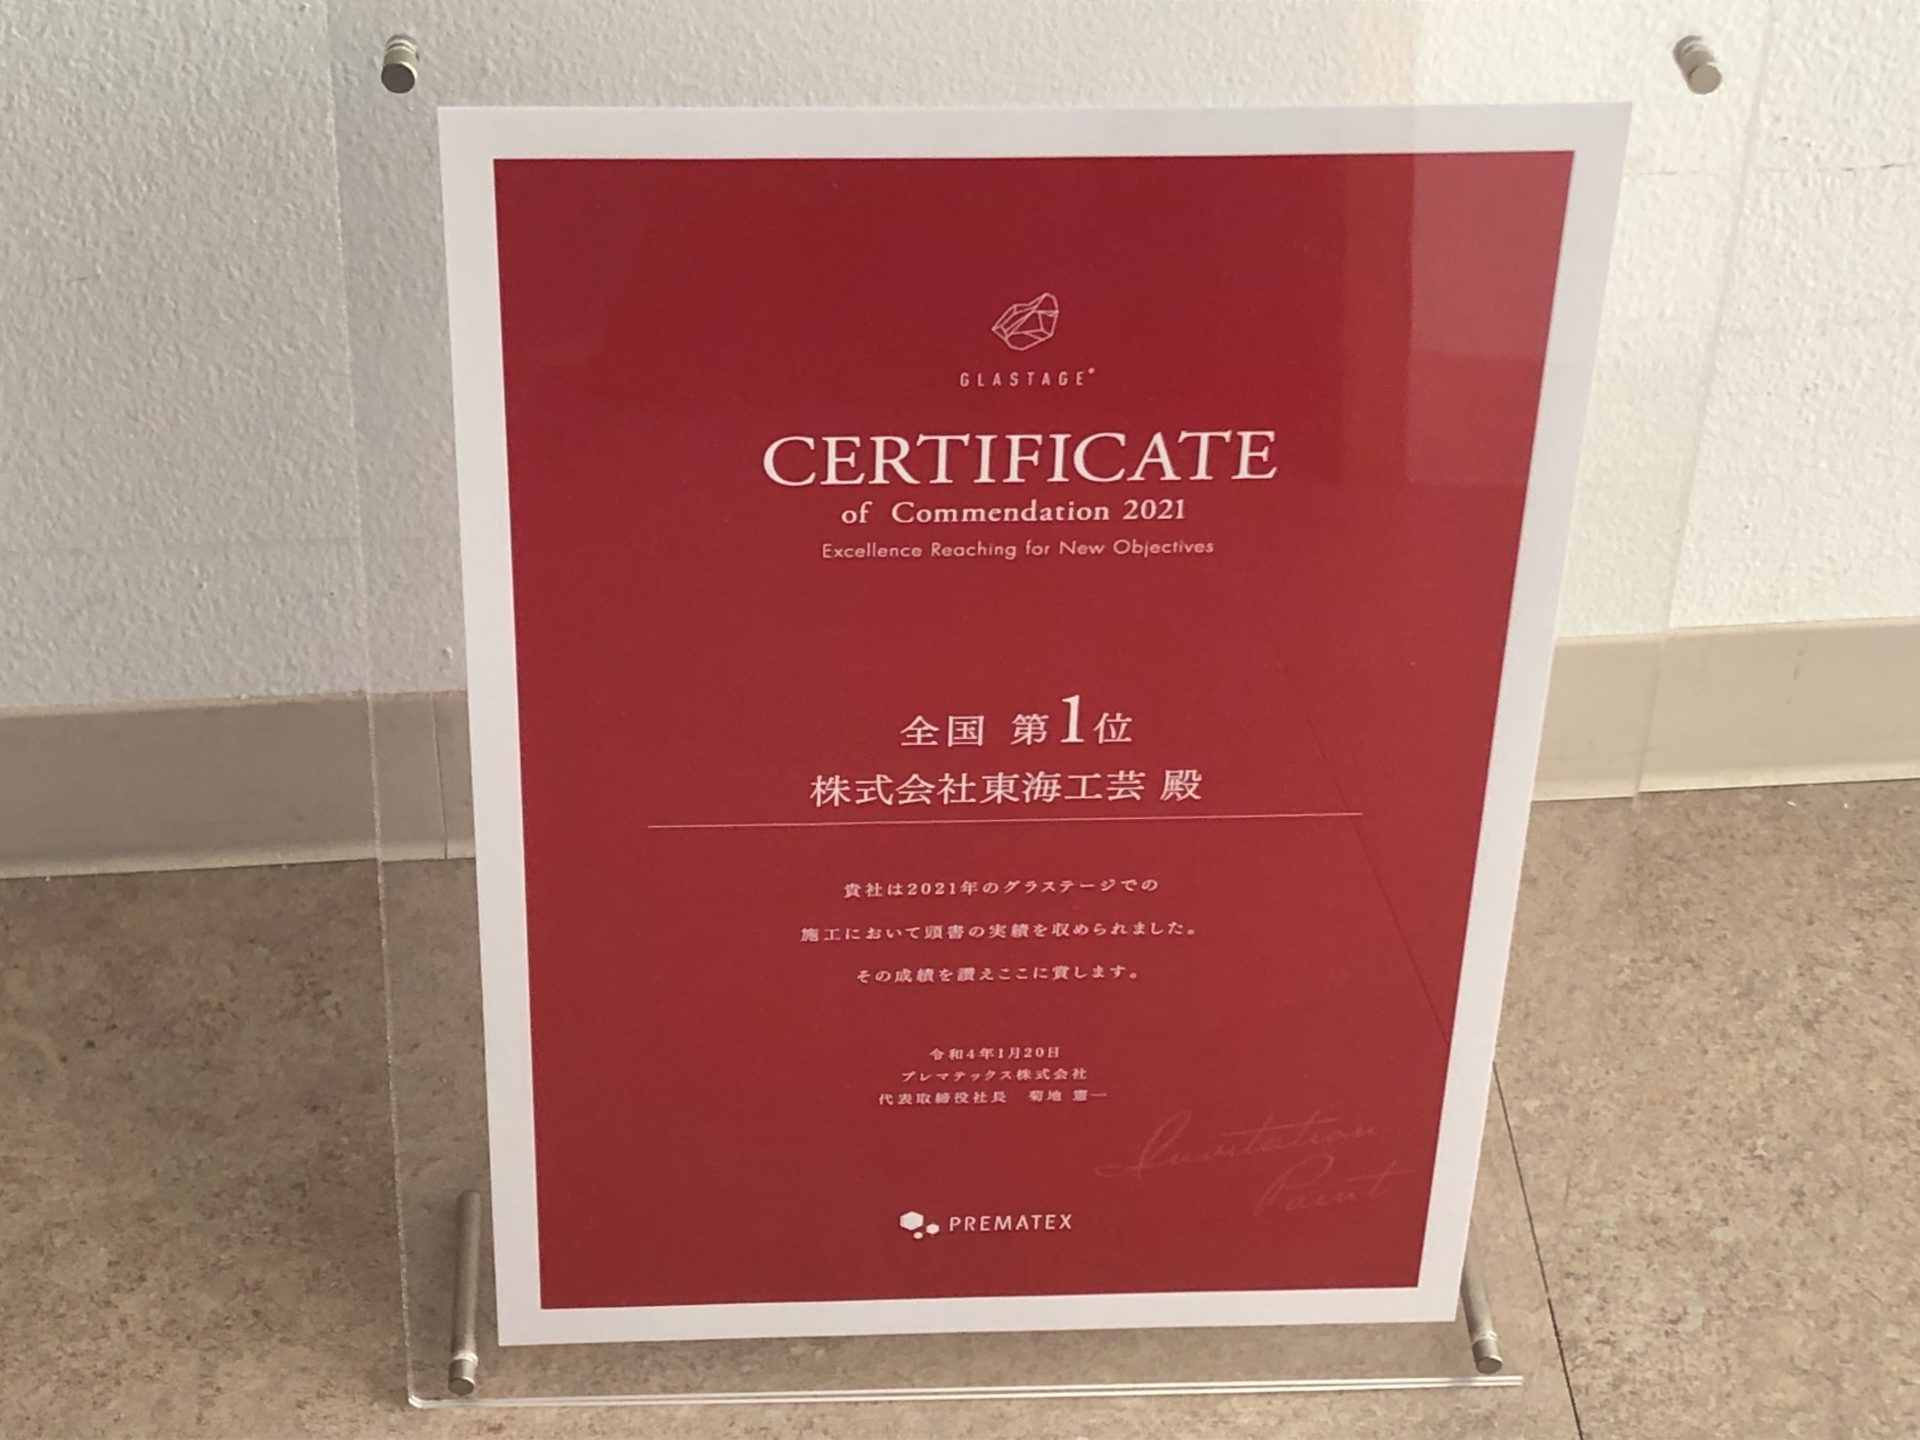 GLASTAGE®
CERTIFICATE
of Commendation 2021
Excellence Reaching for New Objectives
全国 第1位
株式会社東海工芸 殿
貴社は2021年のグラステージでの
施工において頭書の実績を収められました。
その成績を讃えここに賞します。
令和4年1月20日
プレマテックス株式会社
代表取締役社長 菊地 憲一
Invitation
Paint
PREMATEX